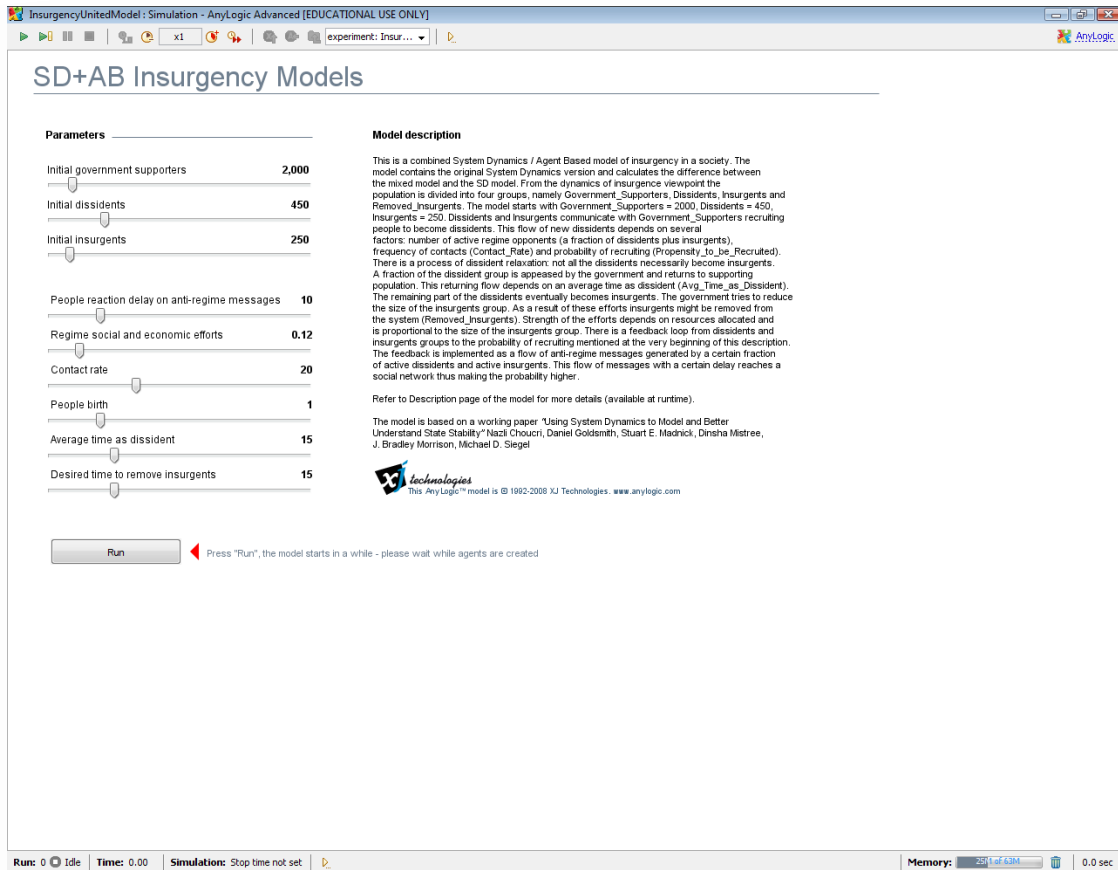 InsurgencyUnitedModel : Simulation - AnyLogic Advanced [EDUCATIONAL USE ONLY]
x1
experiment: Insur...
AnyLogic
SD+AB Insurgency Models
Parameters
Initial government supporters 2,000
Initial dissidents 450
Initial insurgents 250
People reaction delay on anti-regime messages 10
Regime social and economic efforts 0.12
Contact rate 20
People birth 1
Average time as dissident 15
Desired time to remove insurgents 15
Model description
This is a combined System Dynamics / Agent Based model of insurgency in a society. The
model contains the original System Dynamics version and calculates the difference between
the mixed model and the SD model. From the dynamics of insurgence viewpoint the
population is divided into four groups, namely Government_Supporters, Dissidents, Insurgents and
Removed_Insurgents. The model starts with Government_Supporters = 2000, Dissidents = 450,
Insurgents = 250. Dissidents and Insurgents communicate with Government_Supporters recruiting
people to become dissidents. This flow of new dissidents depends on several
factors: number of active regime opponents (a fraction of dissidents plus insurgents),
frequency of contacts (Contact_Rate) and probability of recruiting (Propensity_to_be_Recruited).
There is a process of dissident relaxation: not all the dissidents necessarily become insurgents.
A fraction of the dissident group is appeased by the government and returns to supporting
population. This returning flow depends on an average time as dissident (Avg_Time_as_Dissident).
The remaining part of the dissidents eventually becomes insurgents. The government tries to reduce
the size of the insurgents group. As a result of these efforts insurgents might be removed from
the system (Removed_Insurgents). Strength of the efforts depends on resources allocated and
is proportional to the size of the insurgents group. There is a feedback loop from dissidents and
insurgents groups to the probability of recruiting mentioned at the very beginning of this description.
The feedback is implemented as a flow of anti-regime messages generated by a certain fraction
of active dissidents and active insurgents. This flow of messages with a certain delay reaches a
social network thus making the probability higher.
Refer to Description page of the model for more details (available at runtime).
The model is based on a working paper "Using System Dynamics to Model and Better
Understand State Stability" Nazli Choucri, Daniel Goldsmith, Stuart E. Madnick, Dinsha Mistree,
J. Bradley Morrison, Michael D. Siegel
xj technologies
This AnyLogic™ model is © 1992-2008 XJ Technologies. www.anylogic.com
Run
Press "Run", the model starts in a while - please wait while agents are created
Run: 0 Idle Time: 0.00 Simulation: Stop time not set Memory: of 63M 0.0 sec